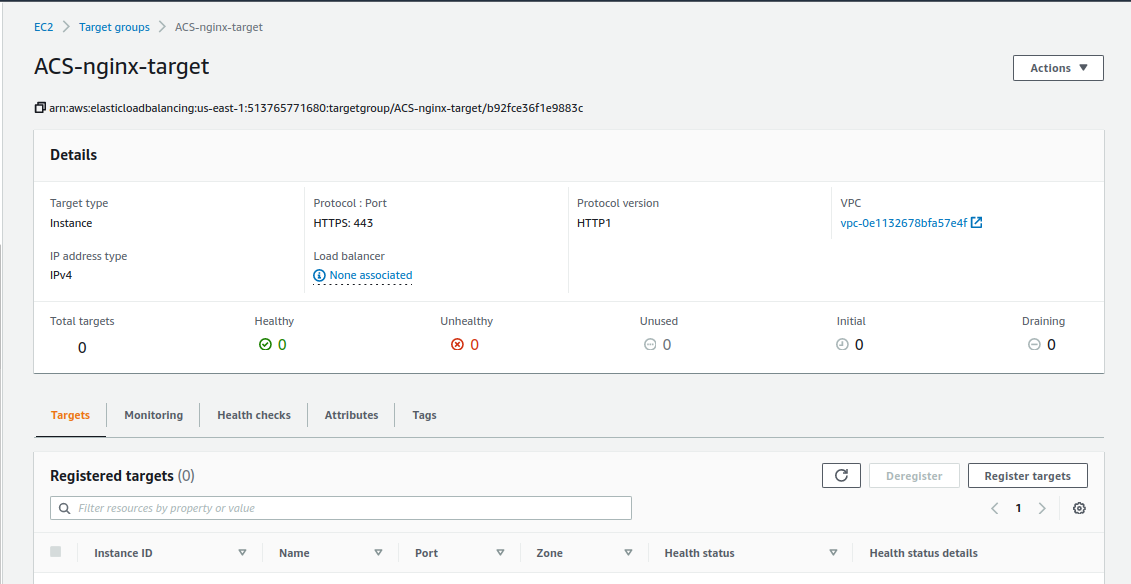 EC2 > Target groups > ACS-nginx-target
ACS-nginx-target
Actions
arn:aws:elasticloadbalancing:us-east-1:513765771680:targetgroup/ACS-nginx-target/b92fce36f1e9883c
Details
Target type Protocol : Port Protocol version VPC
Instance HTTPS: 443 HTTP1 vpc-0e1132678bfa57e4f
IP address type Load balancer
IPv4 None associated
Total targets Healthy Unhealthy Unused Initial Draining
0 0 0 0 0 0
Targets Monitoring Health checks Attributes Tags
Registered targets (0) Deregister Register targets
Filter resources by property or value 1
Instance ID Name Port Zone Health status Health status details